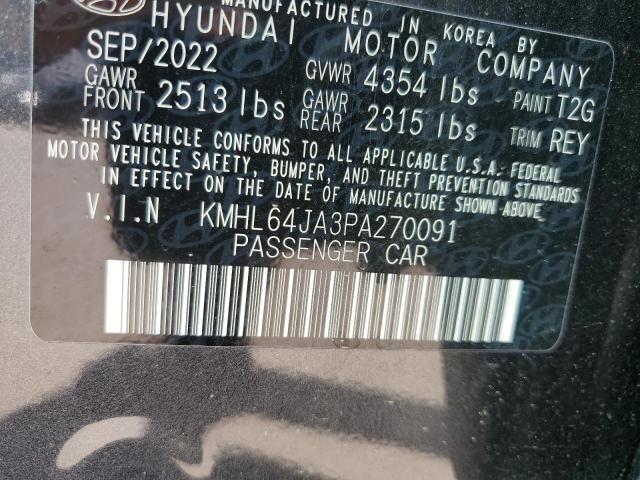 MANUFACTURED IN KOREA BY
HYUNDAI MOTOR COMPANY
SEP/2022 GVWR 4354 lbs PAINT T2G
GAWR FRONT 2513 lbs GAWR REAR 2315 lbs TRIM REY
THIS VEHICLE CONFORMS TO ALL APPLICABLE U.S.A. FEDERAL
MOTOR VEHICLE SAFETY, BUMPER, AND THEFT PREVENTION STANDARDS
IN EFFECT ON THE DATE OF MANUFACTURE SHOWN ABOVE.
V.I.N KMHL64JA3PA270091
PASSENGER CAR